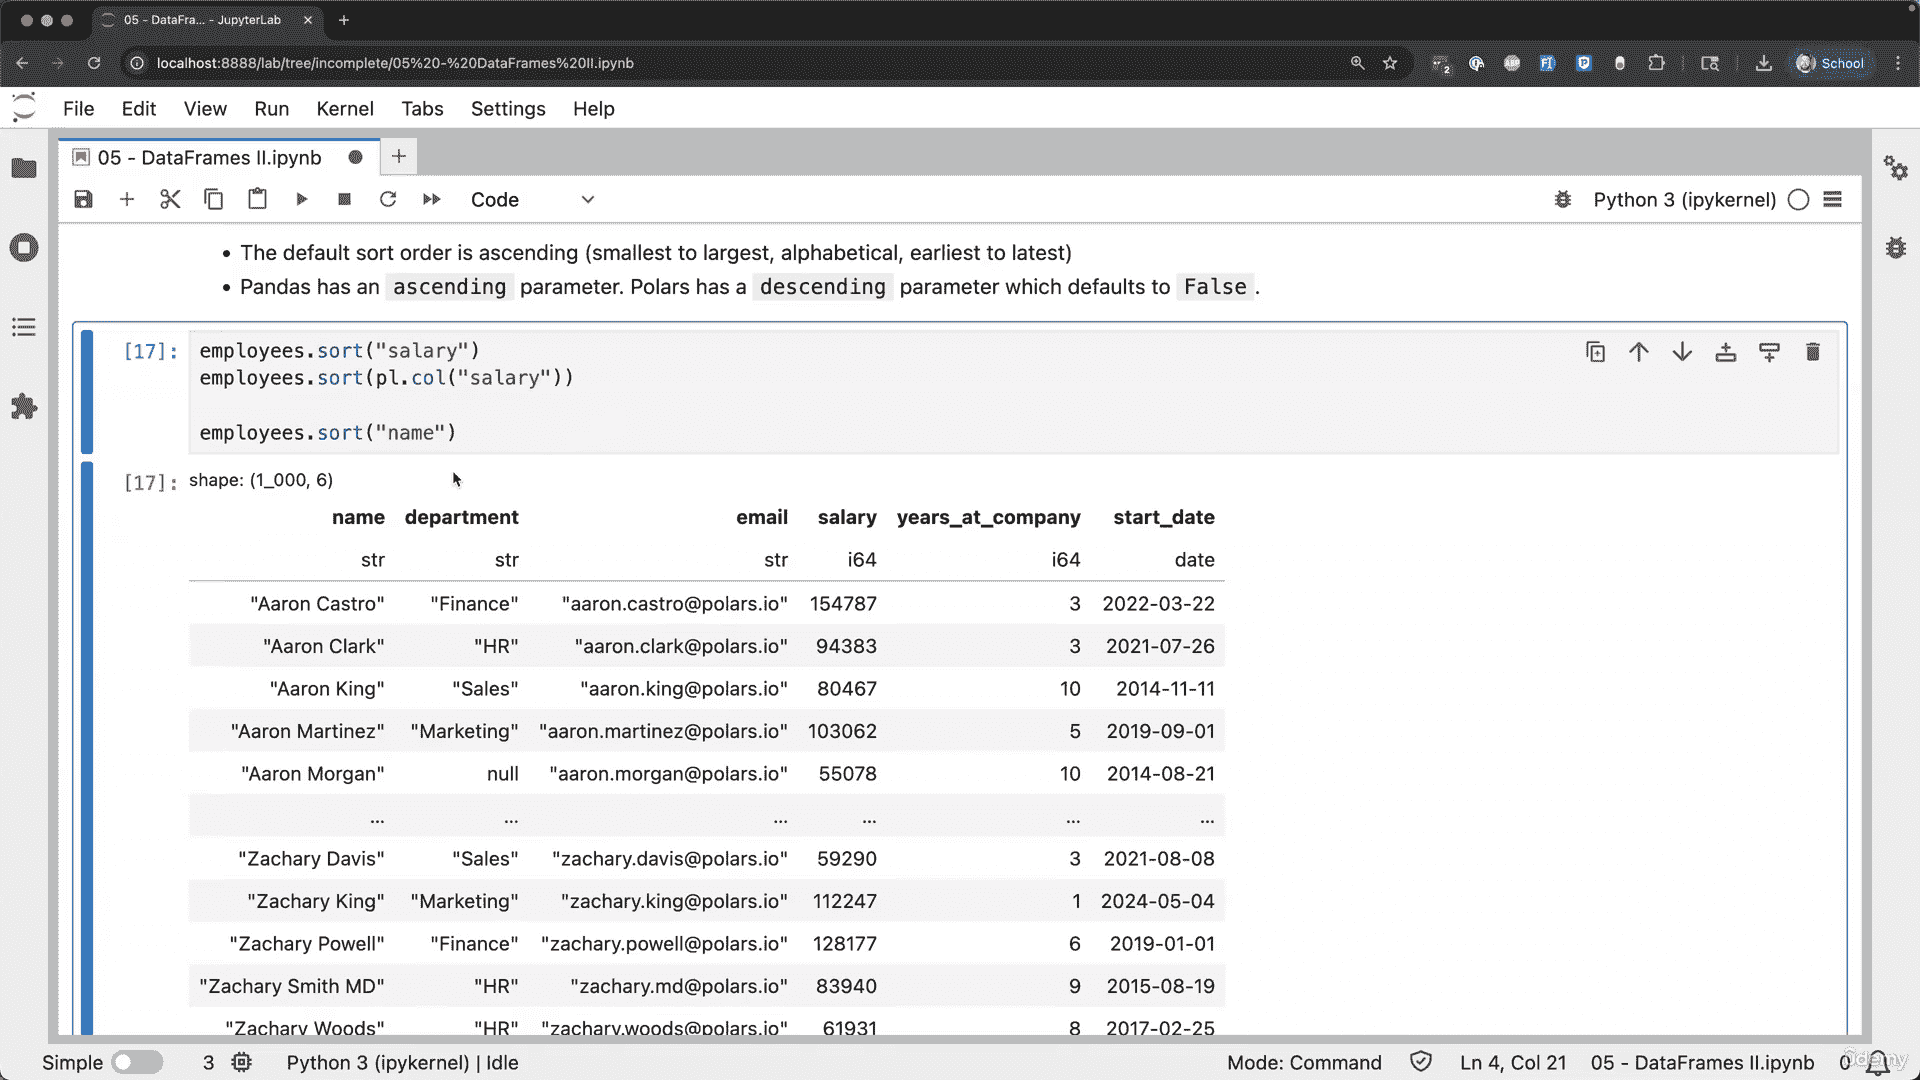 05 - DataFra... - JupyterLab
localhost:8888/lab/tree/incomplete/05%20-%20DataFrames%20II.ipynb
2
ABP
School
File Edit View Run Kernel Tabs Settings Help
05 - DataFrames II.ipynb
Code
Python 3 (ipykernel)
• The default sort order is ascending (smallest to largest, alphabetical, earliest to latest)
• Pandas has an ascending parameter. Polars has a descending parameter which defaults to False.
[17]: employees.sort("salary")
employees.sort(pl.col("salary"))
employees.sort("name")
[17]: shape: (1_000, 6)
name department email salary years_at_company start_date
str str str i64 i64 date
"Aaron Castro" "Finance" "aaron.castro@polars.io" 154787 3 2022-03-22
"Aaron Clark" "HR" "aaron.clark@polars.io" 94383 3 2021-07-26
"Aaron King" "Sales" "aaron.king@polars.io" 80467 10 2014-11-11
"Aaron Martinez" "Marketing" "aaron.martinez@polars.io" 103062 5 2019-09-01
"Aaron Morgan" null "aaron.morgan@polars.io" 55078 10 2014-08-21
... ... ... ... ... ...
"Zachary Davis" "Sales" "zachary.davis@polars.io" 59290 3 2021-08-08
"Zachary King" "Marketing" "zachary.king@polars.io" 112247 1 2024-05-04
"Zachary Powell" "Finance" "zachary.powell@polars.io" 128177 6 2019-01-01
"Zachary Smith MD" "HR" "zachary.md@polars.io" 83940 9 2015-08-19
"Zachary Woods" "HR" "zachary.woods@polars.io" 61931 8 2017-02-25
Simple 3 Python 3 (ipykernel) | Idle Mode: Command Ln 4, Col 21 05 - DataFrames II.ipynb 0
Udemy